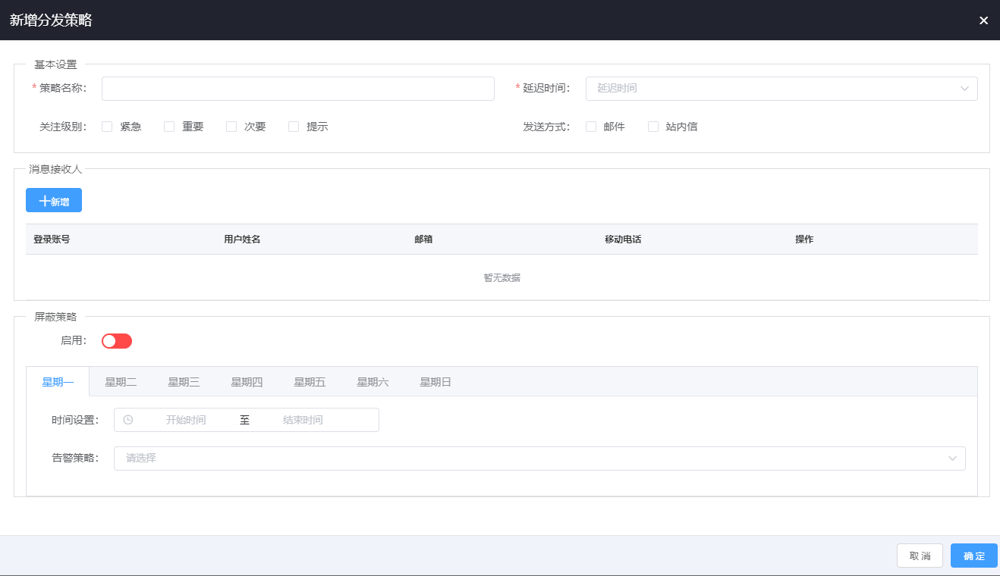 新增分发策略
基本设置
* 策略名称：
* 延迟时间： 延迟时间
关注级别： 紧急 重要 次要 提示
发送方式： 邮件 站内信
消息接收人
新增
登录账号 用户姓名 邮箱 移动电话 操作
暂无数据
屏蔽策略
启用：
星期一 星期二 星期三 星期四 星期五 星期六 星期日
时间设置： 开始时间 至 结束时间
告警策略： 请选择
取消 确定